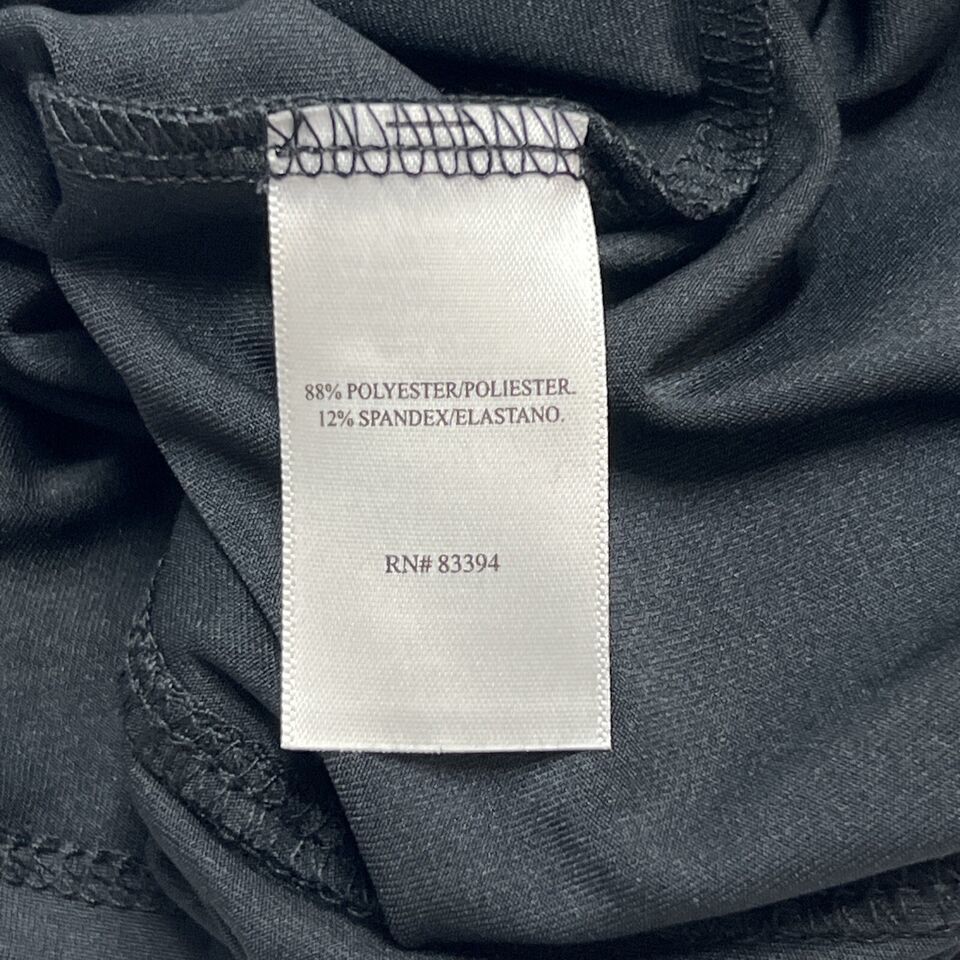 88% POLYESTER/POLIESTER.
12% SPANDEX/ELASTANO.
RN# 83394